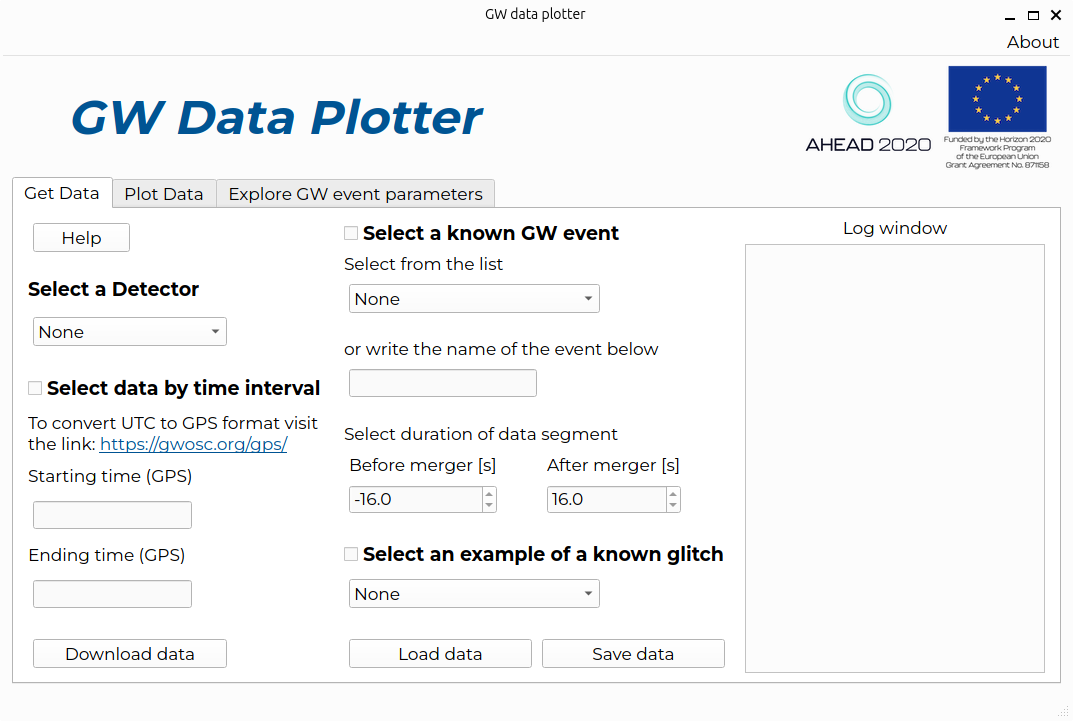 GW data plotter
About
GW Data Plotter
AHEAD 2020
Funded by the Horizon 2020
Framework Program
of the European Union
Grant Agreement No. 871158
Get Data
Plot Data
Explore GW event parameters
Help
Select a Detector
None
Select data by time interval
To convert UTC to GPS format visit
the link: https://gwosc.org/gps/
Starting time (GPS)
Ending time (GPS)
Download data
Select a known GW event
Select from the list
None
or write the name of the event below
Select duration of data segment
Before merger [s]
After merger [s]
-16.0
16.0
Select an example of a known glitch
None
Load data
Save data
Log window